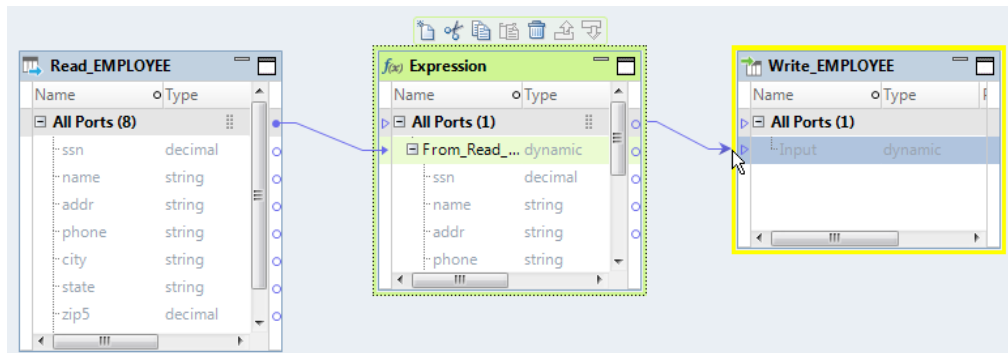 Read_EMPLOYEE
Name Type
All Ports (8)
ssn decimal
name string
addr string
phone string
city string
state string
zip5 decimal
f(x) Expression
Name Type
All Ports (1)
From_Read_... dynamic
ssn decimal
name string
addr string
phone string
Write_EMPLOYEE
Name Type
All Ports (1)
Input dynamic